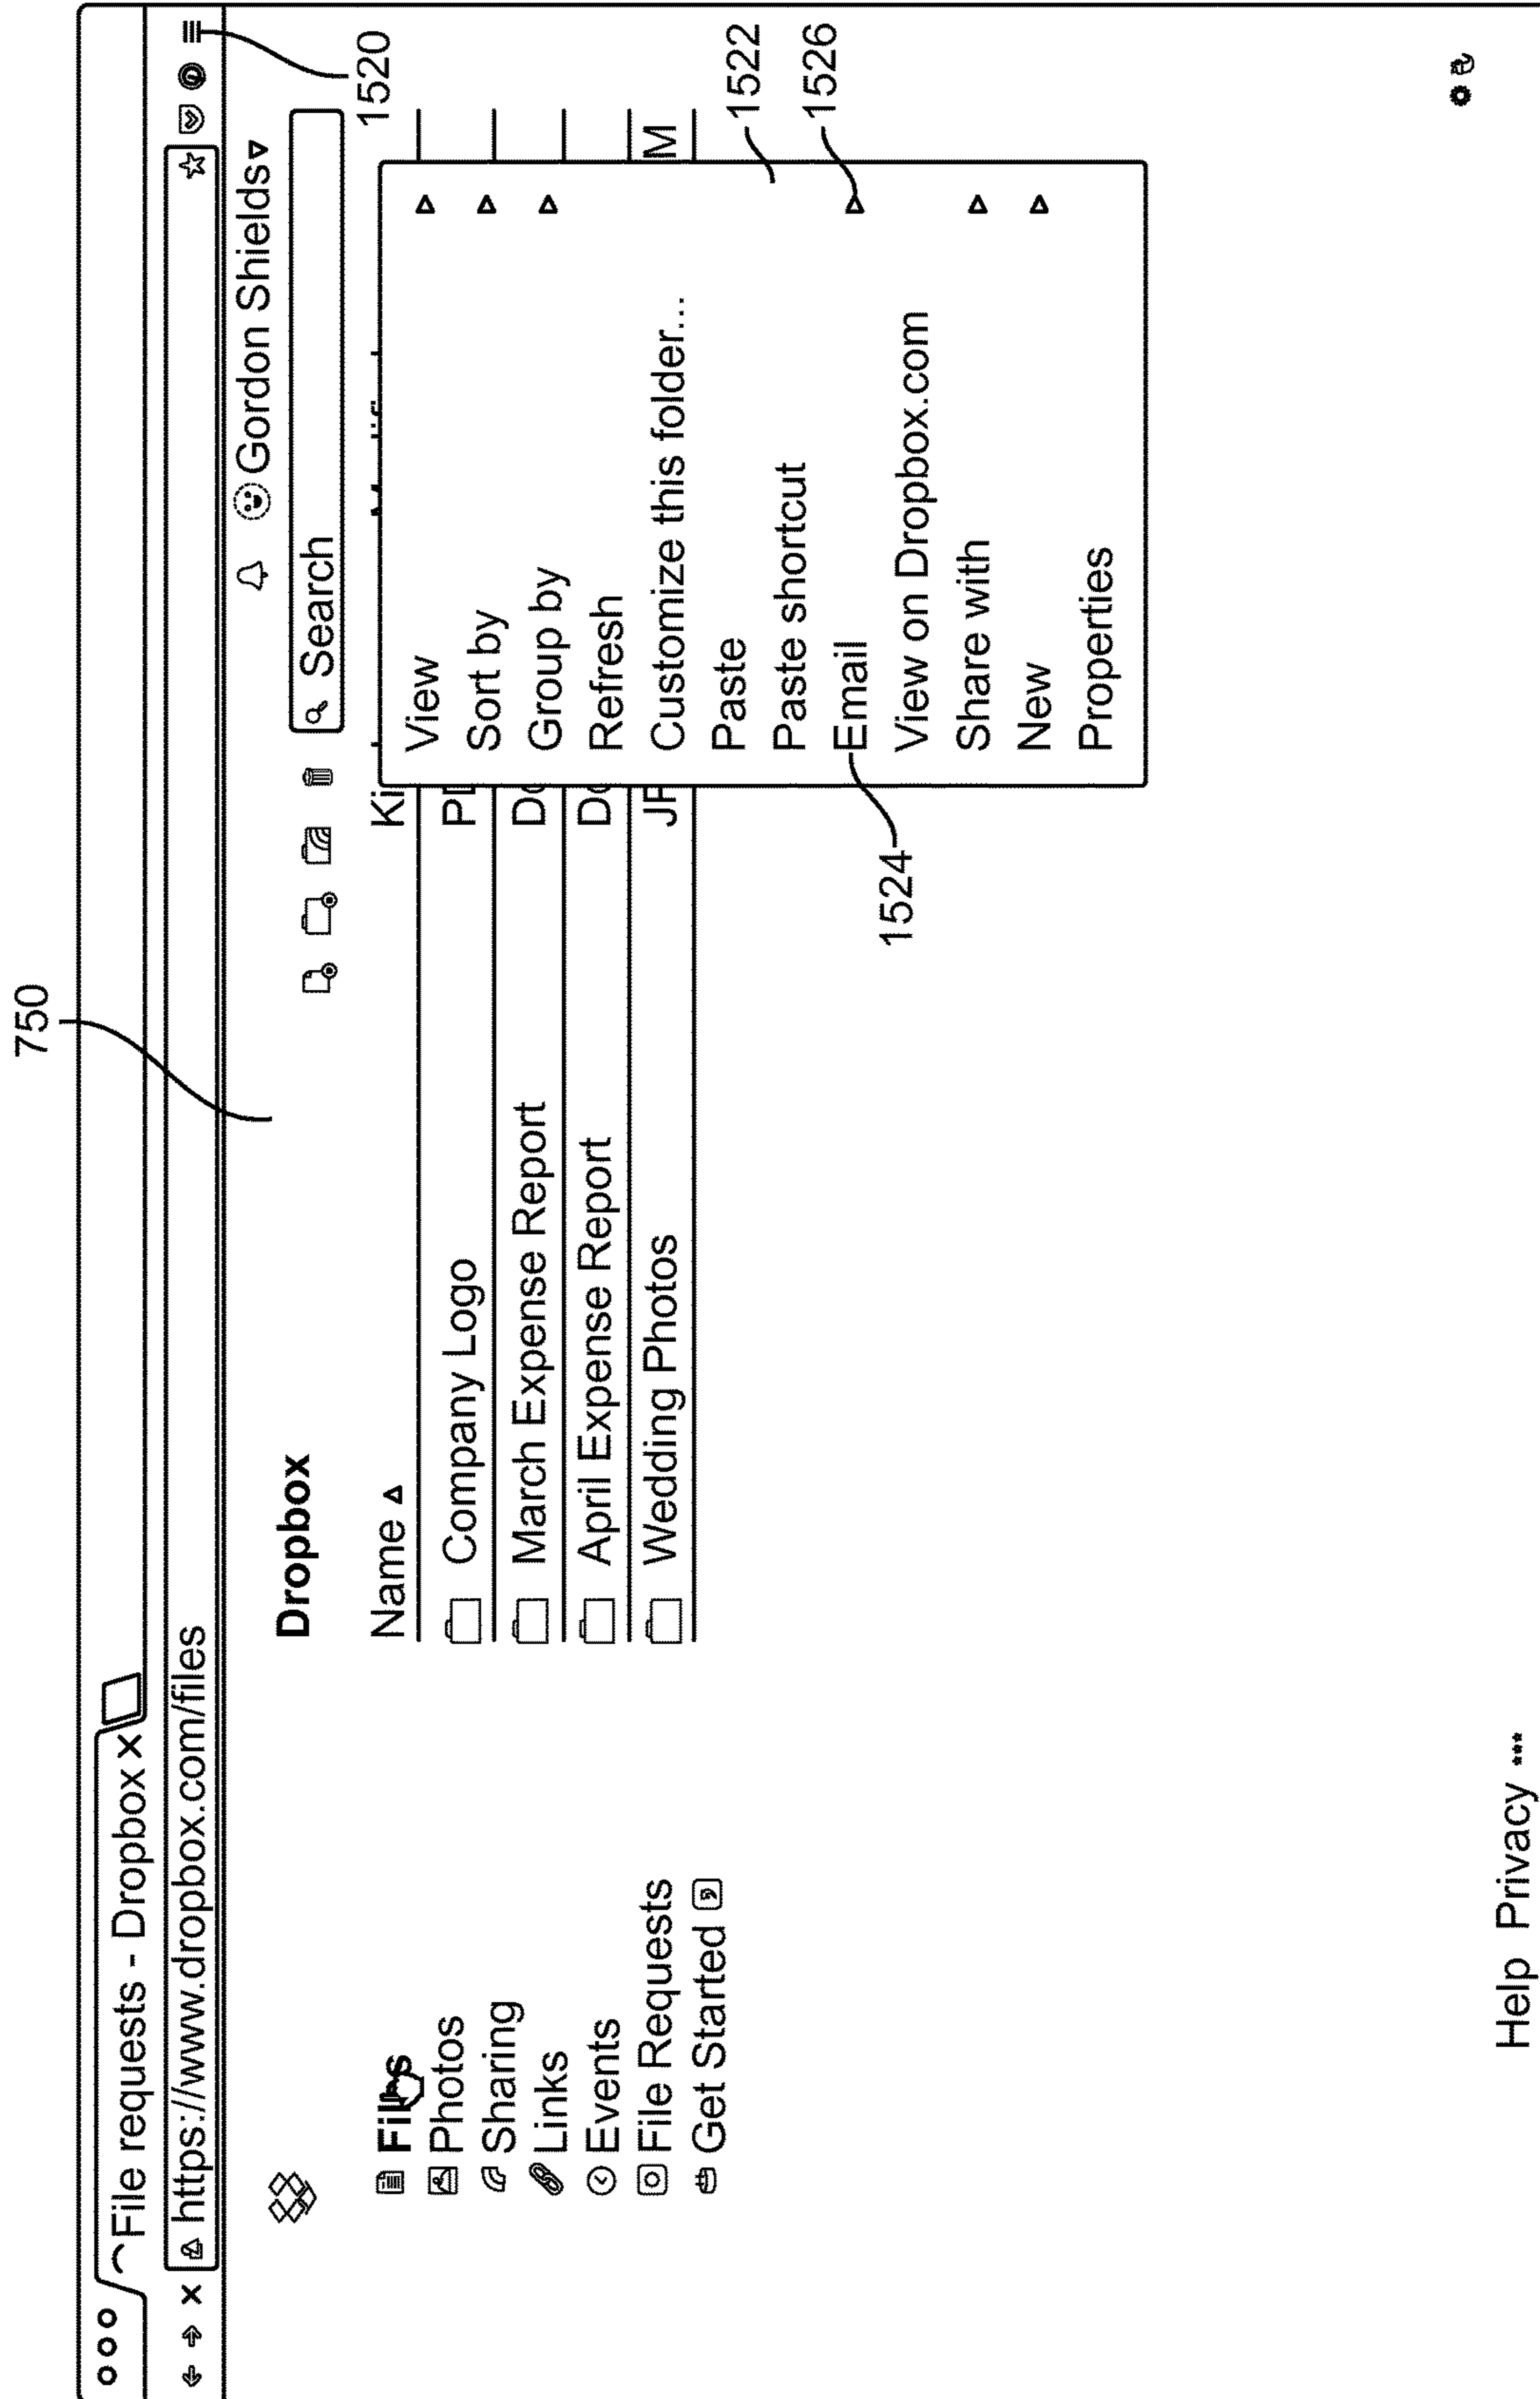 750
File requests - Dropbox
https://www.dropbox.com/files
1520
Gordon Shields
Dropbox
Search
Files
Photos
Sharing
Links
Events
File Requests
Get Started
Name
Company Logo
March Expense Report
April Expense Report
Wedding Photos
M
View
Sort by
Group by
Refresh
Customize this folder...
Paste
Paste shortcut
Email
View on Dropbox.com
Share with
New
Properties
1522
1526
1524
Help Privacy